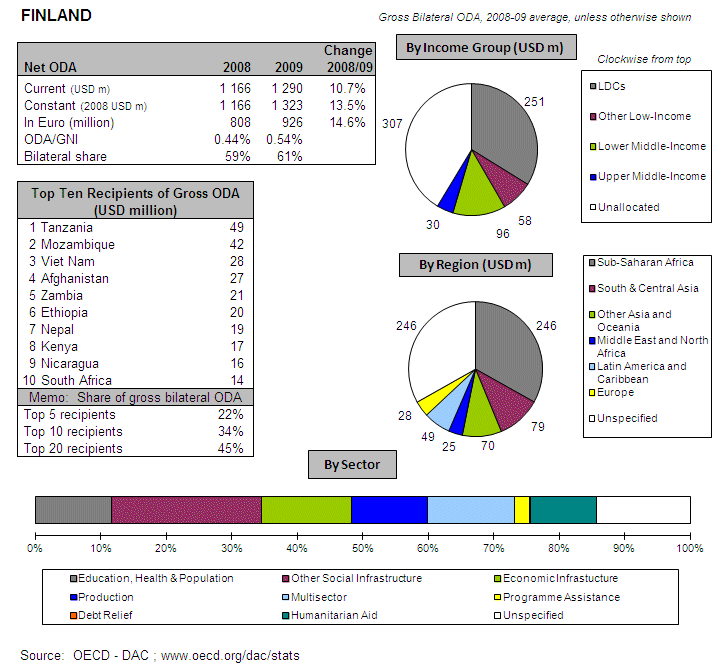 FINLAND
Gross Bilateral ODA, 2008-09 average, unless otherwise shown
Change
Net ODA 2008 2009 2008/09
Current (USD m) 1 166 1 290 10.7%
Constant (2008 USD m) 1 166 1 323 13.5%
In Euro (million) 808 926 14.6%
ODA/GNI 0.44% 0.54%
Bilateral share 59% 61%
By Income Group (USD m)
Clockwise from top
251
58
96
30
307
LDCs
Other Low-Income
Lower Middle-Income
Upper Middle-Income
Unallocated
Top Ten Recipients of Gross ODA
(USD million)
1 Tanzania 49
2 Mozambique 42
3 Viet Nam 28
4 Afghanistan 27
5 Zambia 21
6 Ethiopia 20
7 Nepal 19
8 Kenya 17
9 Nicaragua 16
10 South Africa 14
Memo: Share of gross bilateral ODA
Top 5 recipients 22%
Top 10 recipients 34%
Top 20 recipients 45%
By Region (USD m)
246
79
70
25
49
28
246
Sub-Saharan Africa
South & Central Asia
Other Asia and
Oceania
Middle East and North
Africa
Latin America and
Caribbean
Europe
Unspecified
By Sector
0% 10% 20% 30% 40% 50% 60% 70% 80% 90% 100%
Education, Health & Population Other Social Infrastructure Economic Infrastucture
Production Multisector Programme Assistance
Debt Relief Humanitarian Aid Unspecified
Source: OECD - DAC ; www.oecd.org/dac/stats